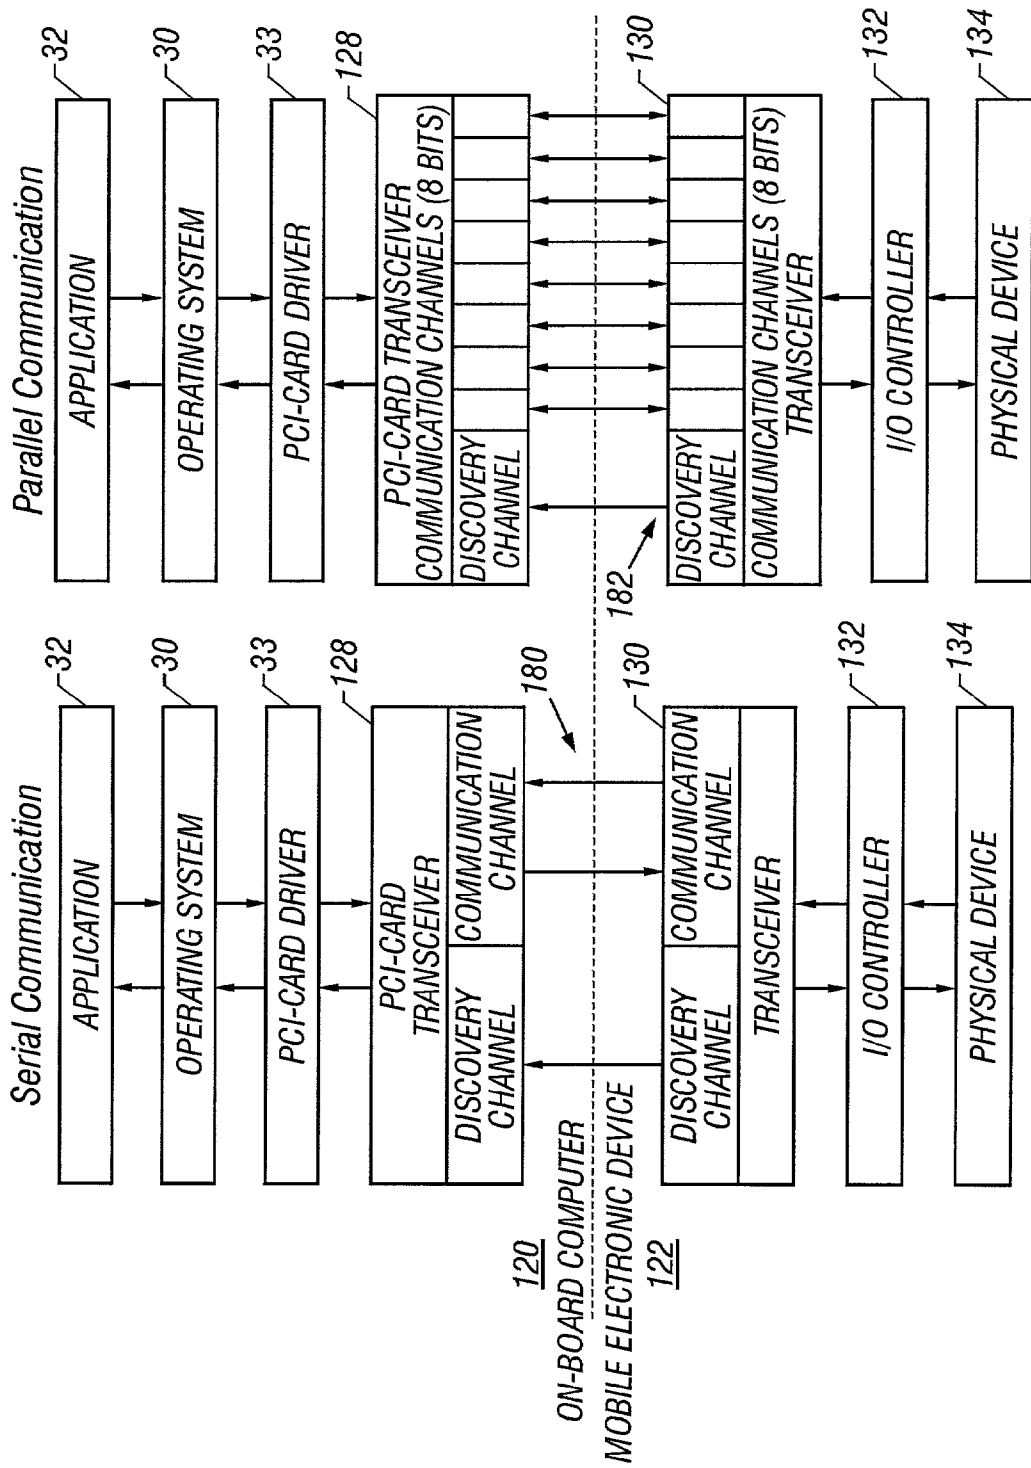 Serial Communication
APPLICATION
32
OPERATING SYSTEM
30
PCI-CARD DRIVER
33
PCI-CARD
TRANSCEIVER
128
DISCOVERY
CHANNEL
COMMUNICATION
CHANNEL
180
120
ON-BOARD COMPUTER
MOBILE ELECTRONIC DEVICE
122
130
DISCOVERY
CHANNEL
COMMUNICATION
CHANNEL
TRANSCEIVER
I/O CONTROLLER
132
PHYSICAL DEVICE
134
Parallel Communication
APPLICATION
32
OPERATING SYSTEM
30
PCI-CARD DRIVER
33
PCI-CARD TRANSCEIVER
COMMUNICATION CHANNELS (8 BITS)
128
DISCOVERY
CHANNEL
182
130
DISCOVERY
CHANNEL
COMMUNICATION CHANNELS (8 BITS)
TRANSCEIVER
I/O CONTROLLER
132
PHYSICAL DEVICE
134